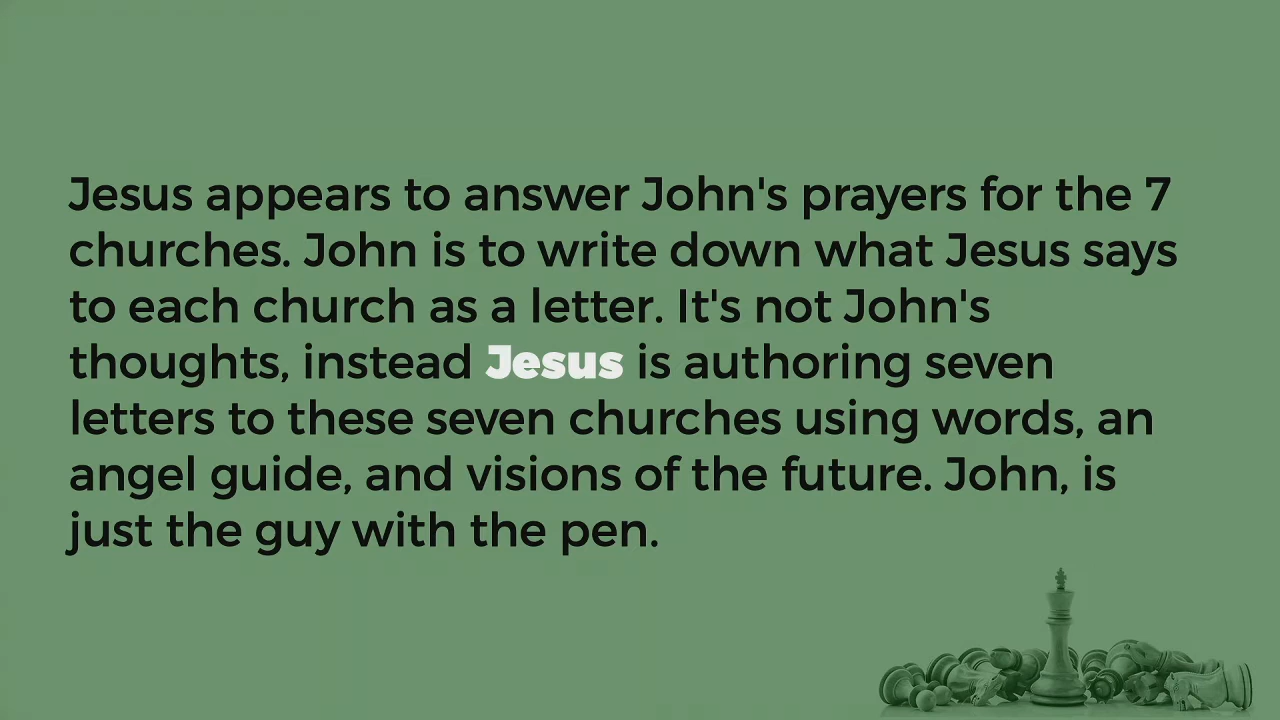 Jesus appears to answer John's prayers for the 7
churches. John is to write down what Jesus says
to each church as a letter. It's not John's
thoughts, instead Jesus is authoring seven
letters to these seven churches using words, an
angel guide, and visions of the future. John, is
just the guy with the pen.